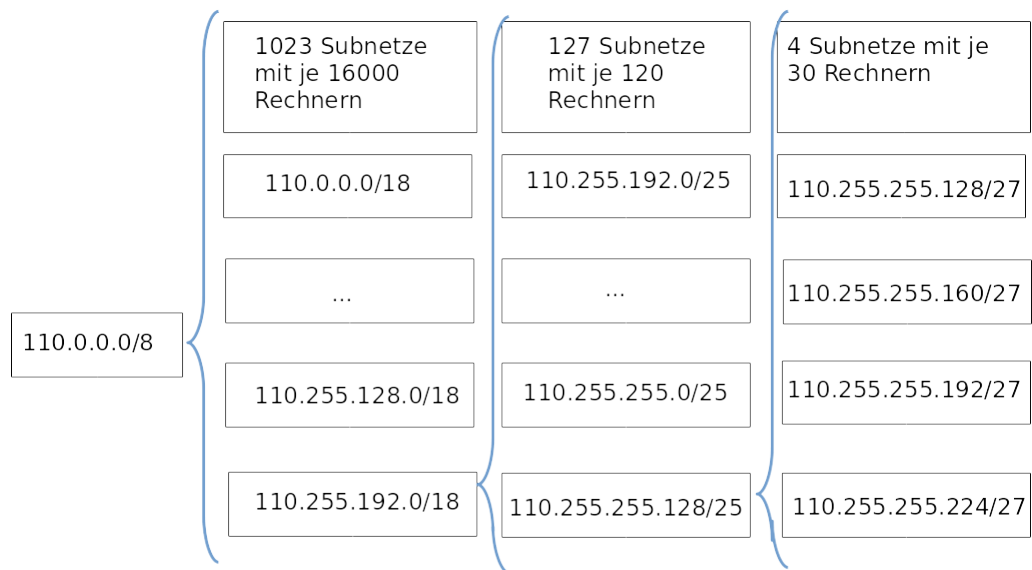 110.0.0.0/8
1023 Subnetze
mit je 16000
Rechnern
110.0.0.0/18
...
110.255.128.0/18
110.255.192.0/18
127 Subnetze
mit je 120
Rechnern
110.255.192.0/25
...
110.255.255.0/25
110.255.255.128/25
4 Subnetze mit je
30 Rechnern
110.255.255.128/27
110.255.255.160/27
110.255.255.192/27
110.255.255.224/27